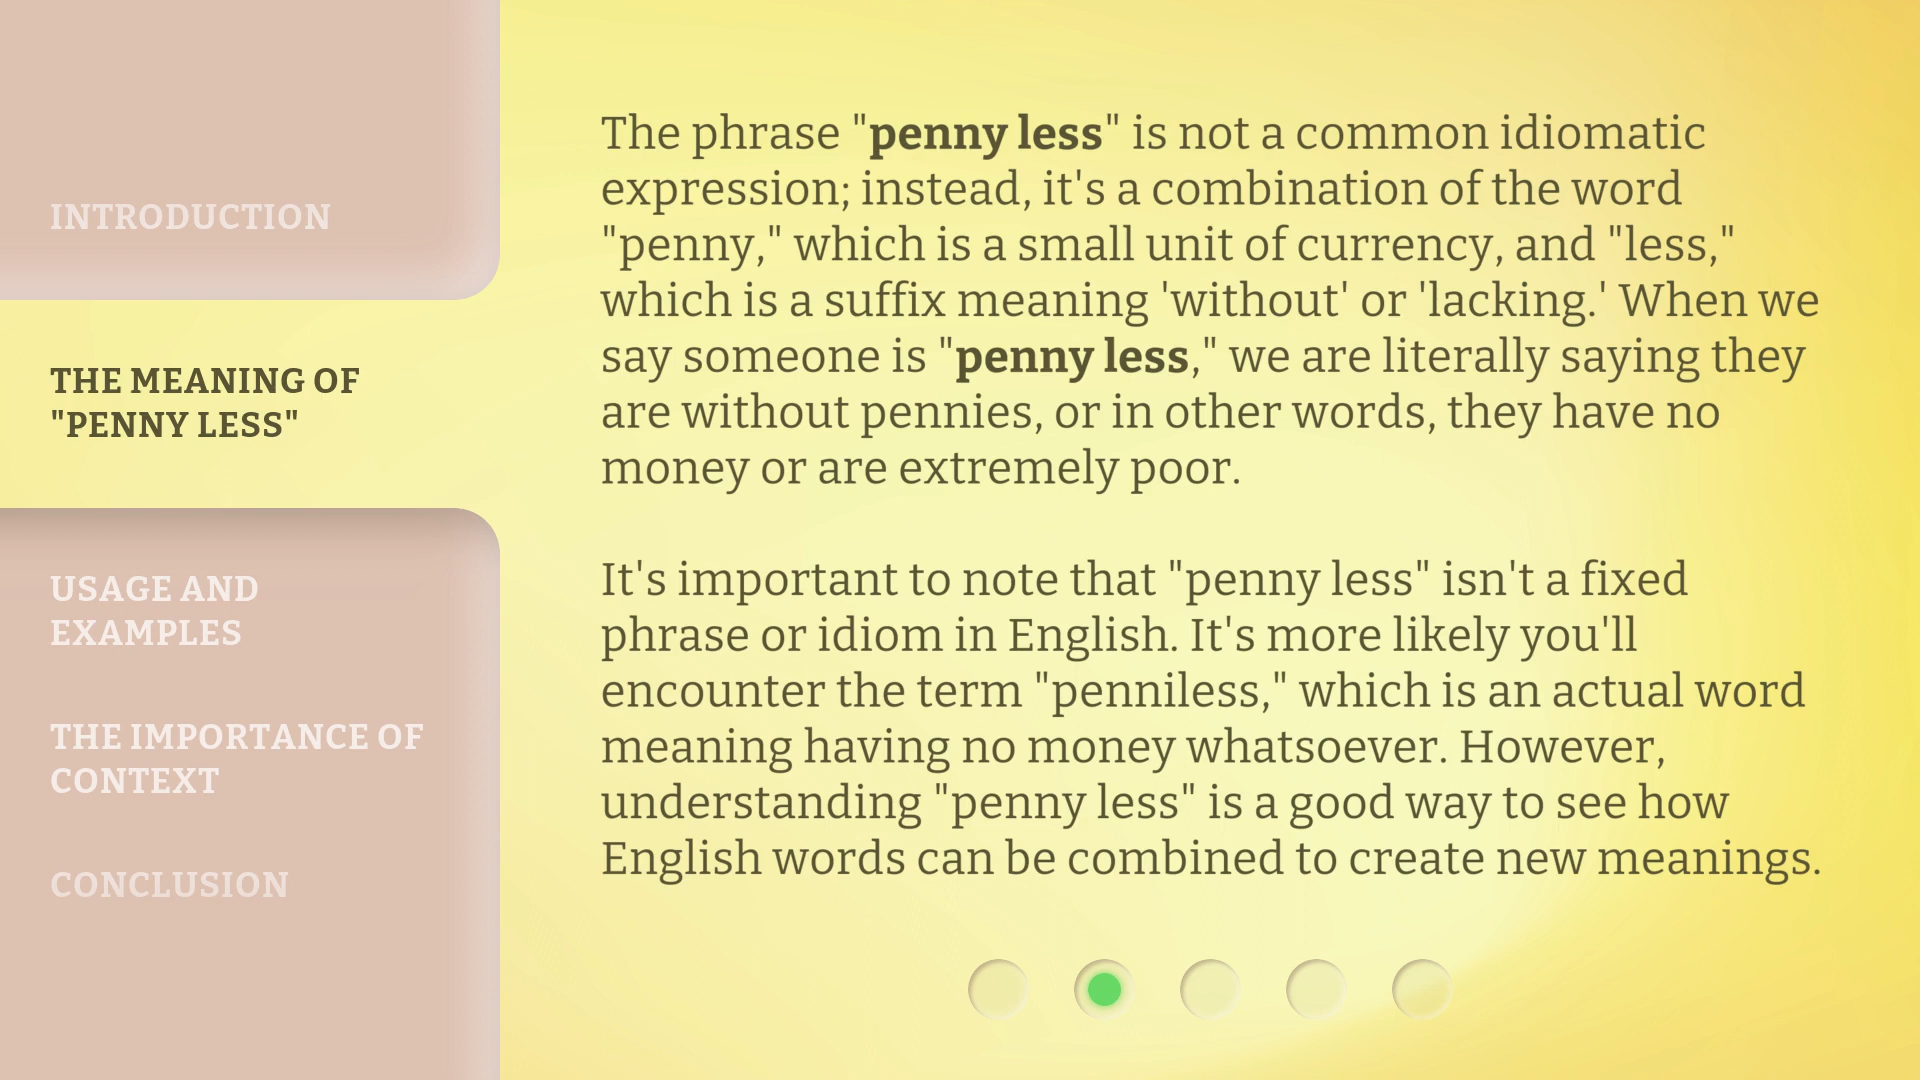 INTRODUCTION
THE MEANING OF
"PENNY LESS"
USAGE AND
EXAMPLES
THE IMPORTANCE OF
CONTEXT
CONCLUSION
The phrase "penny less" is not a common idiomatic
expression; instead, it's a combination of the word
"penny," which is a small unit of currency, and "less,"
which is a suffix meaning 'without' or 'lacking.' When we
say someone is "penny less," we are literally saying they
are without pennies, or in other words, they have no
money or are extremely poor.
It's important to note that "penny less" isn't a fixed
phrase or idiom in English. It's more likely you'll
encounter the term "penniless," which is an actual word
meaning having no money whatsoever. However,
understanding "penny less" is a good way to see how
English words can be combined to create new meanings.